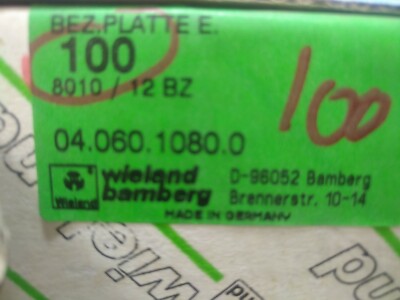 BEZ.PLATTE E.
100
8010 / 12 BZ
100
04.060.1080.0
wieland
bamberg
Wieland
D-96052 Bamberg
Brennerstr. 10-14
MADE IN GERMANY